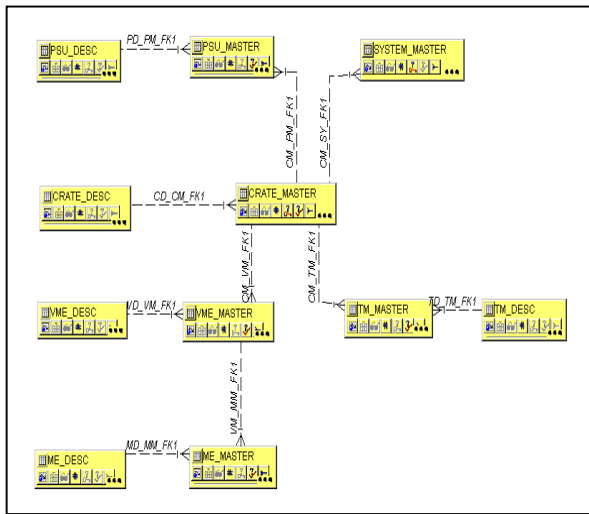 PD_PM_FK1
PSU_DESC
PSU_MASTER
SYSTEM_MASTER
CM_PM_FK1
CM_SY_FK1
CRATE_DESC
CD_CM_FK1
CRATE_MASTER
CM_VM_FK1
CM_TM_FK1
VME_DESC
VD_VM_FK1
VME_MASTER
TM_MASTER
TD_TM_FK1
TM_DESC
VM_MM_FK1
ME_DESC
MD_MM_FK1
ME_MASTER